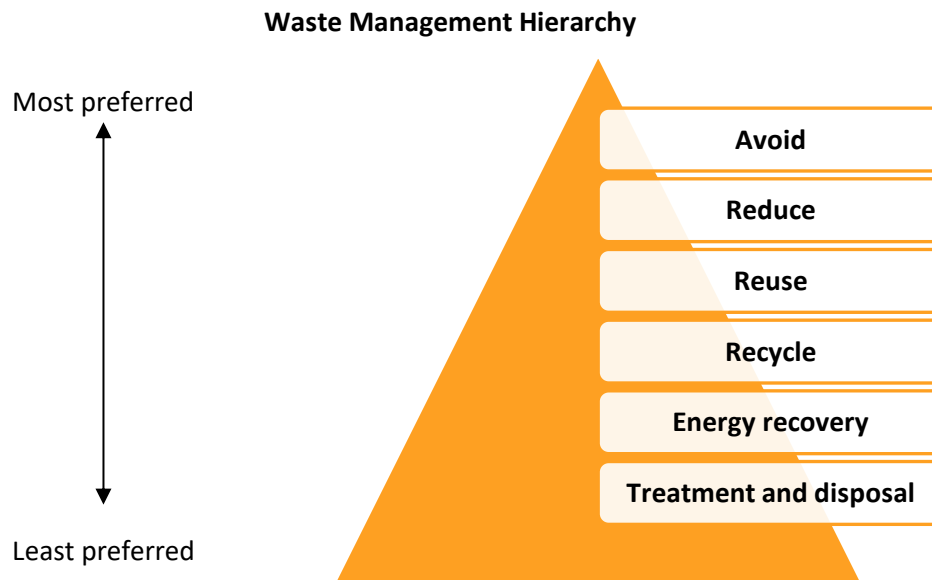 Waste Management Hierarchy
Most preferred
Avoid
Reduce
Reuse
Recycle
Energy recovery
Treatment and disposal
Least preferred